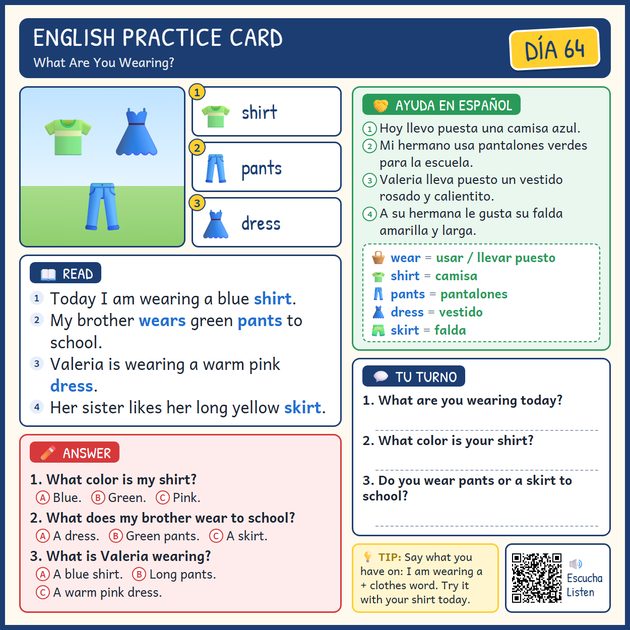 ENGLISH PRACTICE CARD
What Are You Wearing?
DÍA 64
1
shirt
2
pants
3
dress
READ
1 Today I am wearing a blue shirt.
2 My brother wears green pants to
school.
3 Valeria is wearing a warm pink
dress.
4 Her sister likes her long yellow skirt.
ANSWER
1. What color is my shirt?
A Blue. B Green. C Pink.
2. What does my brother wear to school?
A A dress. B Green pants. C A skirt.
3. What is Valeria wearing?
A A blue shirt. B Long pants.
C A warm pink dress.
AYUDA EN ESPAÑOL
1 Hoy llevo puesta una camisa azul.
2 Mi hermano usa pantalones verdes
para la escuela.
3 Valeria lleva puesto un vestido
rosado y calientito.
4 A su hermana le gusta su falda
amarilla y larga.
wear = usar / llevar puesto
shirt = camisa
pants = pantalones
dress = vestido
skirt = falda
TU TURNO
1. What are you wearing today?
2. What color is your shirt?
3. Do you wear pants or a skirt to
school?
TIP: Say what you
have on: I am wearing a
+ clothes word. Try it
with your shirt today.
Escucha
Listen